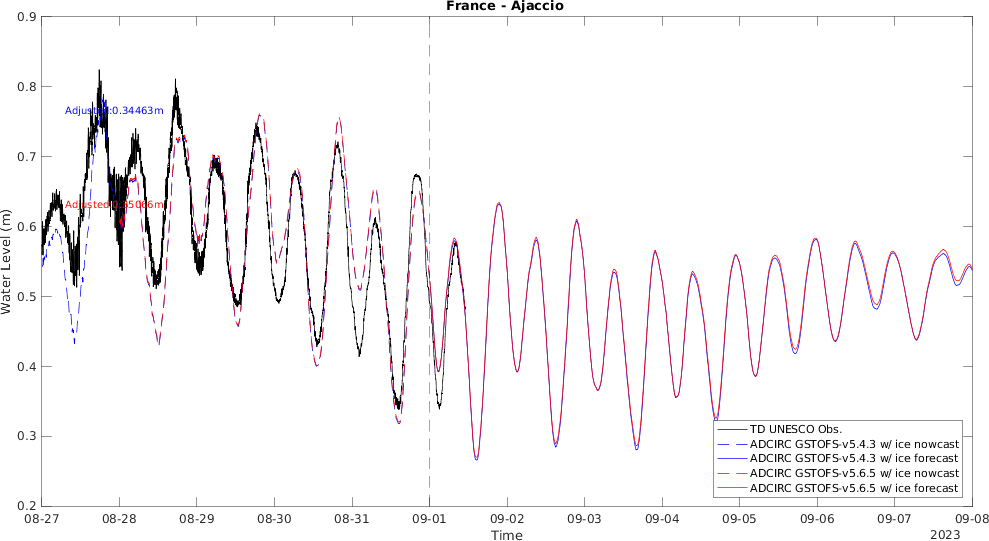 France - Ajaccio
0.9
0.8
0.7
0.6
0.5
0.4
0.3
0.2
Water Level (m)
Adjusted:0.34463m
Adjusted:0.35066m
TD UNESCO Obs.
ADCIRC GSTOFS-v5.4.3 w/ ice nowcast
ADCIRC GSTOFS-v5.4.3 w/ ice forecast
ADCIRC GSTOFS-v5.6.5 w/ ice nowcast
ADCIRC GSTOFS-v5.6.5 w/ ice forecast
08-27 08-28 08-29 08-30 08-31 09-01 09-02 09-03 09-04 09-05 09-06 09-07 09-08
Time
2023